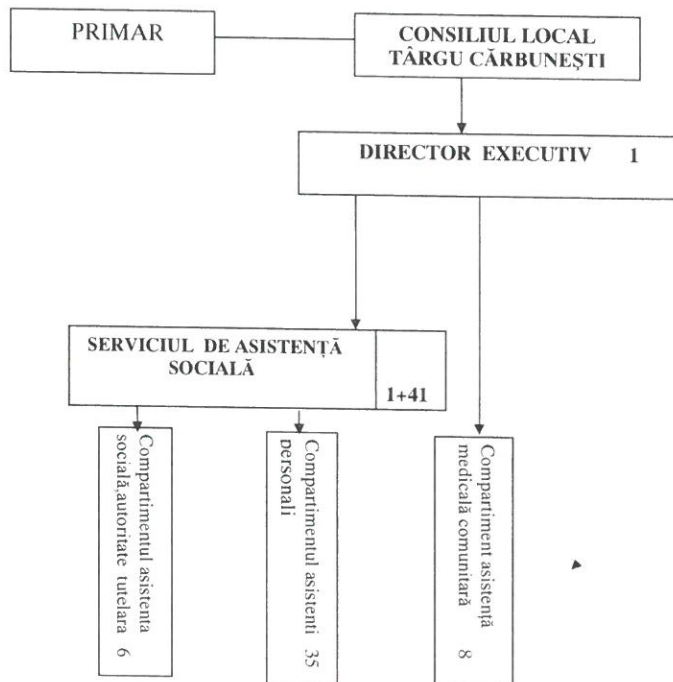 PRIMAR
CONSILIUL LOCAL
TÂRGU CĂRBUNEȘTI
DIRECTOR EXECUTIV 1
SERVICIUL DE ASISTENȚĂ
SOCIALĂ
1+41
Compartimentul asistenta
socială,autoritate tutelara 6
Compartimentul asistenti 35
personali
Compartiment asistență
medicală comunitară 8